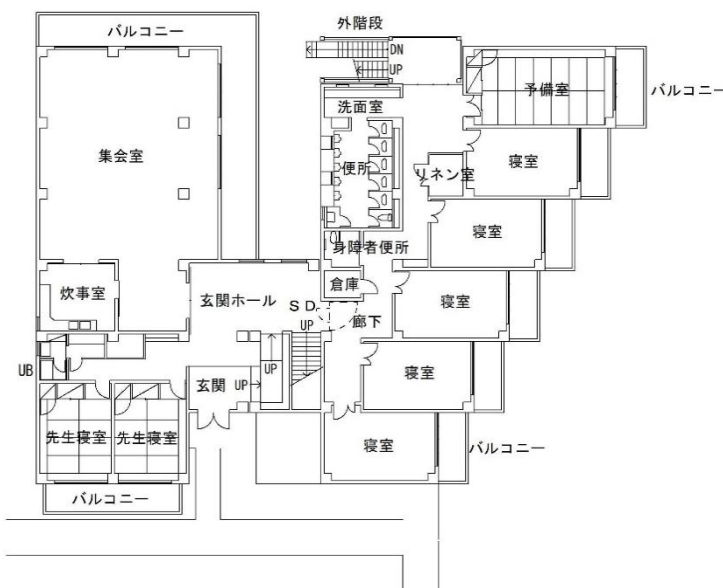 外階段
バルコニー
DN
UP
洗面室
予備室
バルコニー
集会室
便所
リネン室
寝室
寝室
身障者便所
炊事室
玄関ホール
倉庫
寝室
SD
UP
廊下
UB
UP
玄関
UP
寝室
先生寝室
先生寝室
寝室
バルコニー
バルコニー